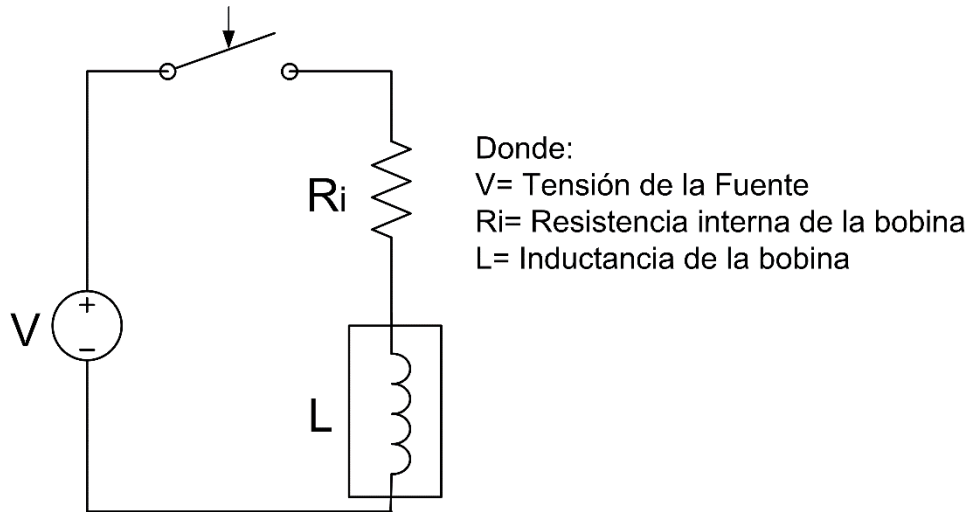 Donde:
V= Tensión de la Fuente
Ri= Resistencia interna de la bobina
L= Inductancia de la bobina
Ri
V
+
−
L